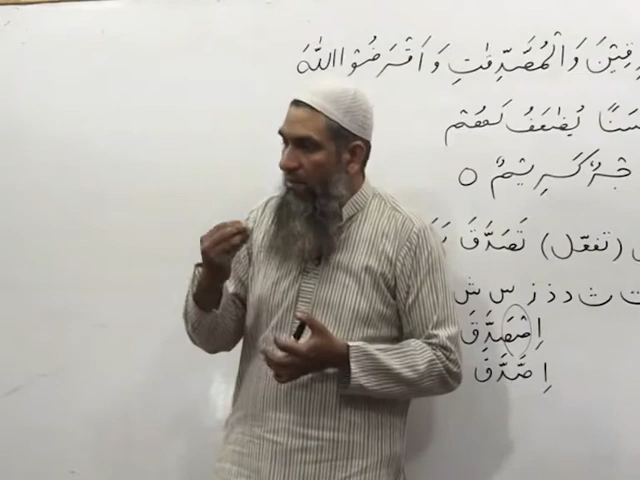 وَالْمُصَّدِّقٰتِ وَاَقْرَضُوا اللّٰهَ
يُضٰعَفُ لَهُمْ
كَرِيْمٌ ○
(تفعّل) تَصَدَّقَ
ث د ذ ز س ش
اِتْصَدَّقَ
اِصَّدَّقَ